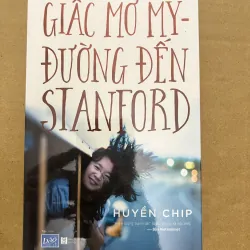 GIẤC MƠ MỸ-
ĐƯỜNG ĐẾN
STANFORD
HUYỀN CHIP